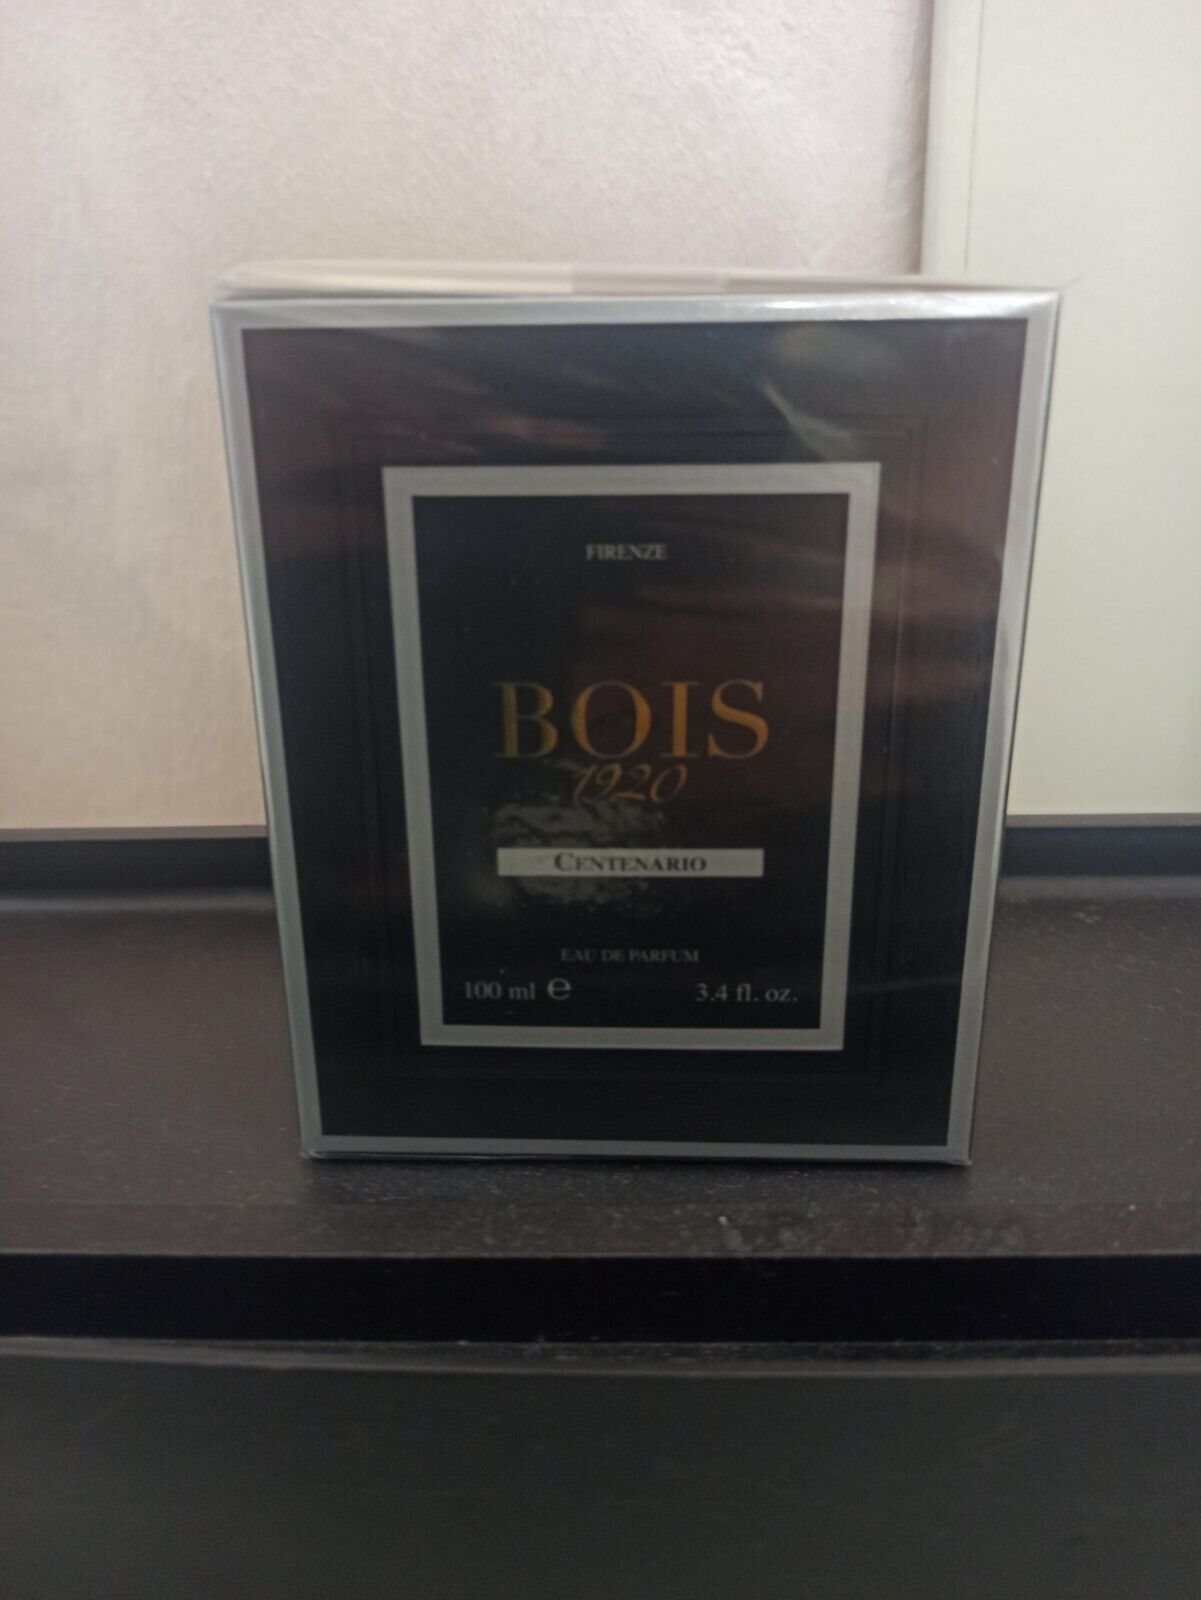 FIRENZE
BOIS
1920
CENTENARIO
EAU DE PARFUM
100 ml ℮ 3.4 fl. oz.